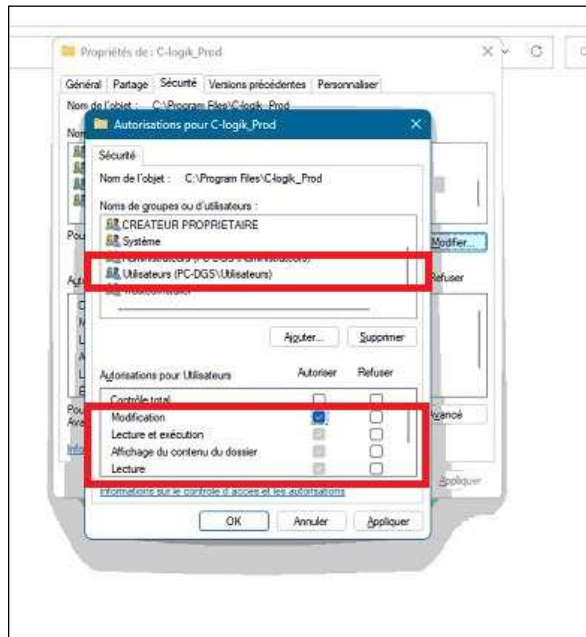 Propriétés de : C-logik_Prod
Général Partage Sécurité Versions précédentes Personnaliser
Nom de l'objet : C:\Program Files\C-logik_Prod
Autorisations pour C-logik_Prod
Sécurité
Nom de l'objet : C:\Program Files\C-logik_Prod
Noms de groupes ou d'utilisateurs :
CREATEUR PROPRIETAIRE
Système
Utilisateurs (PC-DGS\Utilisateurs)
Modifier...
Refuser
Ajouter... Supprimer
Autorisations pour Utilisateurs Autoriser Refuser
Contrôle total
Modification
Lecture et exécution
Affichage du contenu du dossier
Lecture
Informations sur le contrôle d'accès et les autorisations
OK Annuler Appliquer
Appliquer